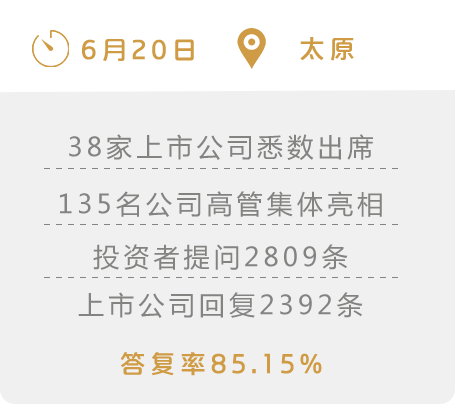 6月20日 太原
38家上市公司悉数出席
135名公司高管集体亮相
投资者提问2809条
上市公司回复2392条
答复率85.15%